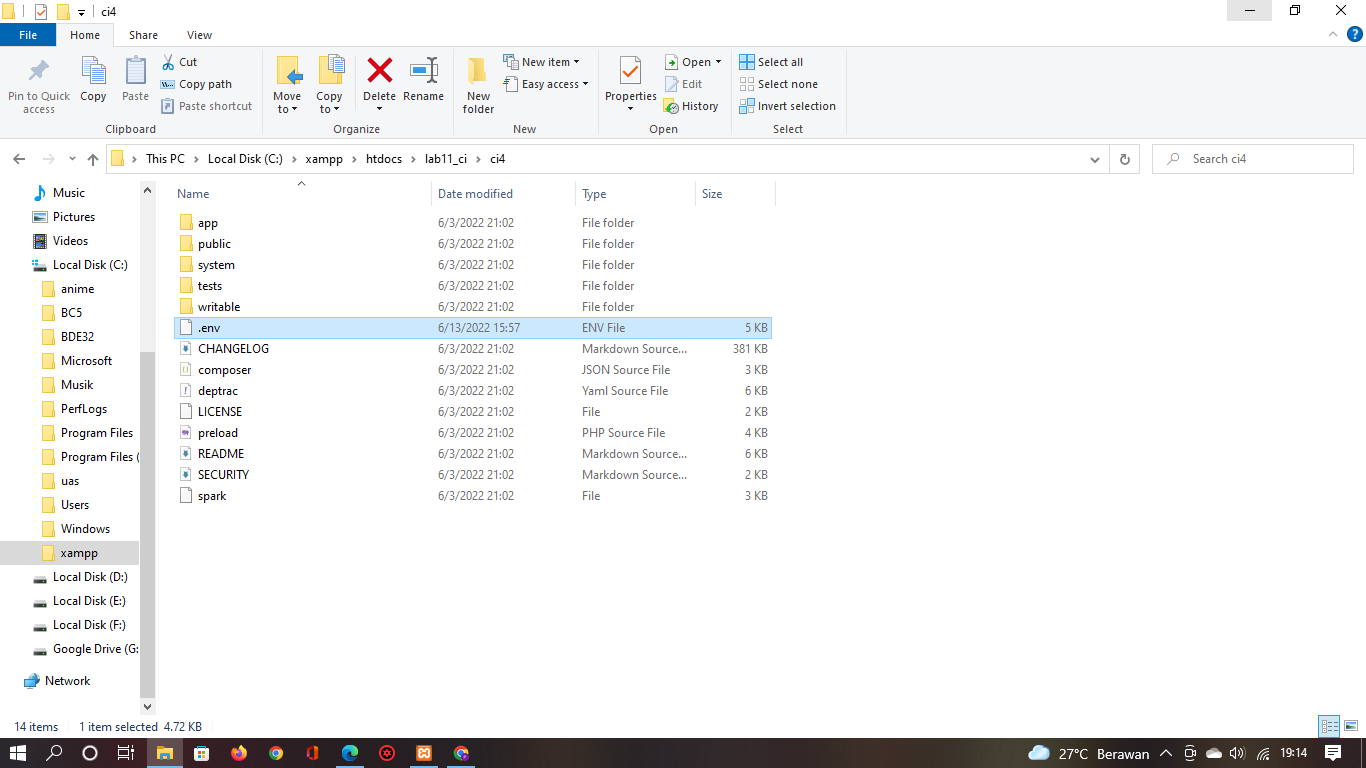 ci4
File Home Share View
Pin to Quick access
Copy
Paste
Cut
Copy path
Paste shortcut
Clipboard
Move to
Copy to
Delete
Rename
Organize
New folder
New item
Easy access
New
Properties
Open
Edit
History
Open
Select all
Select none
Invert selection
Select
This PC > Local Disk (C:) > xampp > htdocs > lab11_ci > ci4
Search ci4
Music
Pictures
Videos
Local Disk (C:)
anime
BC5
BDE32
Microsoft
Musik
PerfLogs
Program Files
Program Files (
uas
Users
Windows
xampp
Local Disk (D:)
Local Disk (E:)
Local Disk (F:)
Google Drive (G:
Network
Name Date modified Type Size
app 6/3/2022 21:02 File folder
public 6/3/2022 21:02 File folder
system 6/3/2022 21:02 File folder
tests 6/3/2022 21:02 File folder
writable 6/3/2022 21:02 File folder
.env 6/13/2022 15:57 ENV File 5 KB
CHANGELOG 6/3/2022 21:02 Markdown Source... 381 KB
composer 6/3/2022 21:02 JSON Source File 3 KB
deptrac 6/3/2022 21:02 Yaml Source File 6 KB
LICENSE 6/3/2022 21:02 File 2 KB
preload 6/3/2022 21:02 PHP Source File 4 KB
README 6/3/2022 21:02 Markdown Source... 6 KB
SECURITY 6/3/2022 21:02 Markdown Source... 2 KB
spark 6/3/2022 21:02 File 3 KB
14 items 1 item selected 4.72 KB
27°C Berawan 19:14